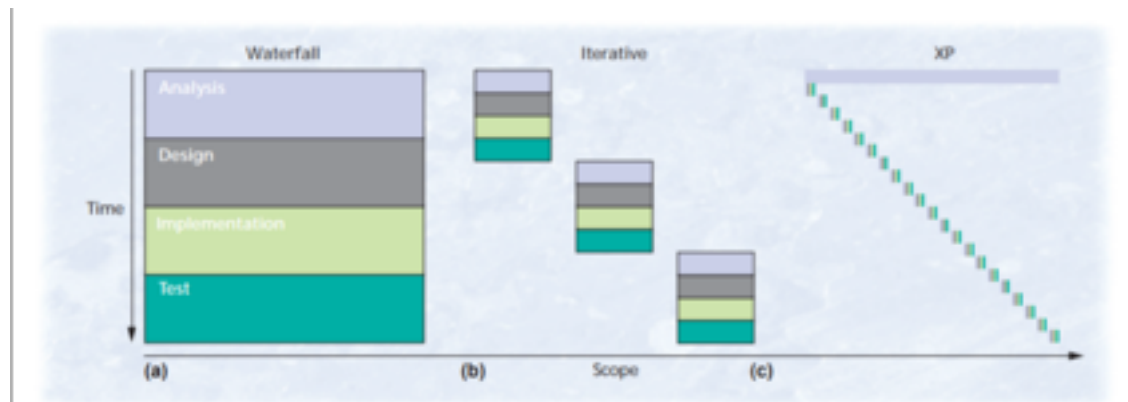 Waterfall Iterative XP
Analysis
Design
Time
Implementation
Test
(a) (b) Scope (c)